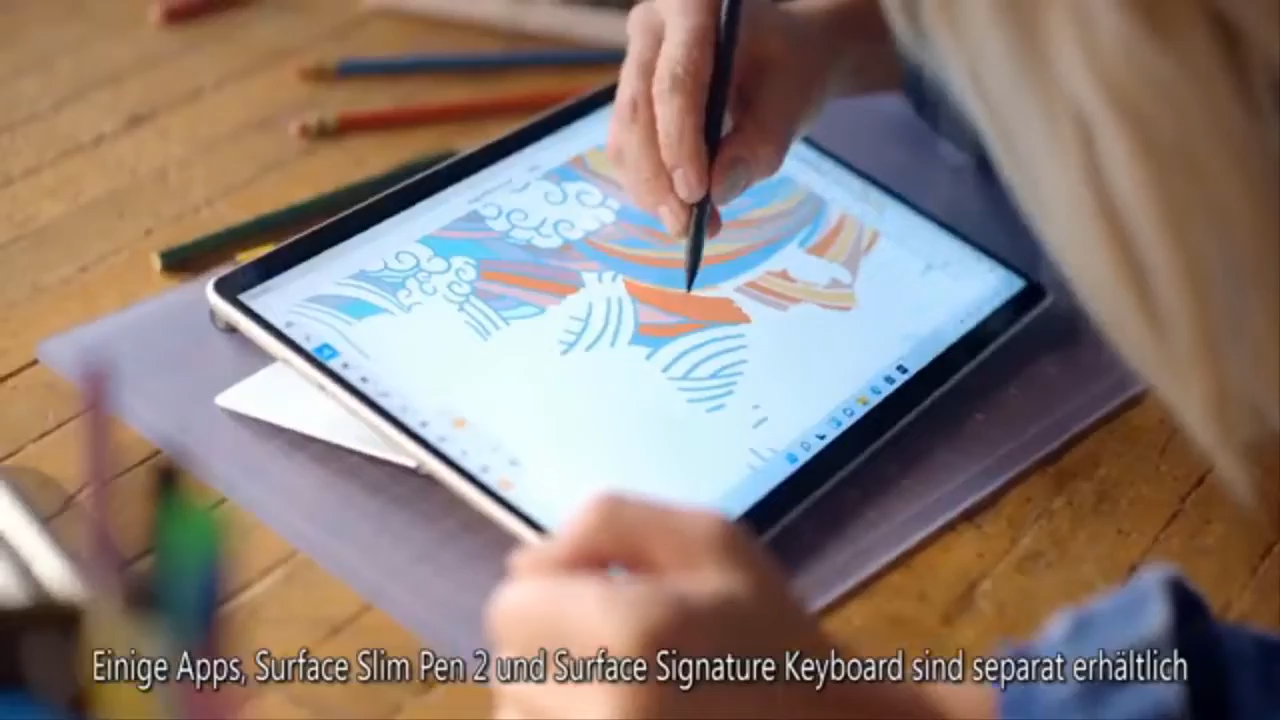 Einige Apps, Surface Slim Pen 2 und Surface Signature Keyboard sind separat erhältlich